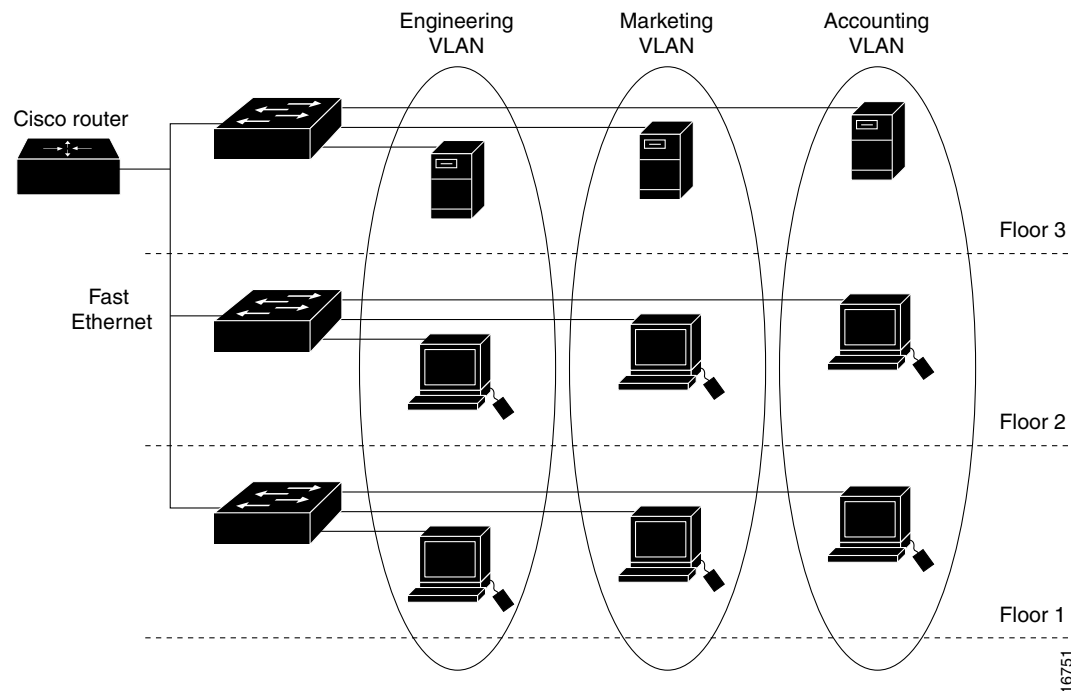 Engineering
VLAN
Marketing
VLAN
Accounting
VLAN
Cisco router
Floor 3
Fast
Ethernet
Floor 2
Floor 1
16751